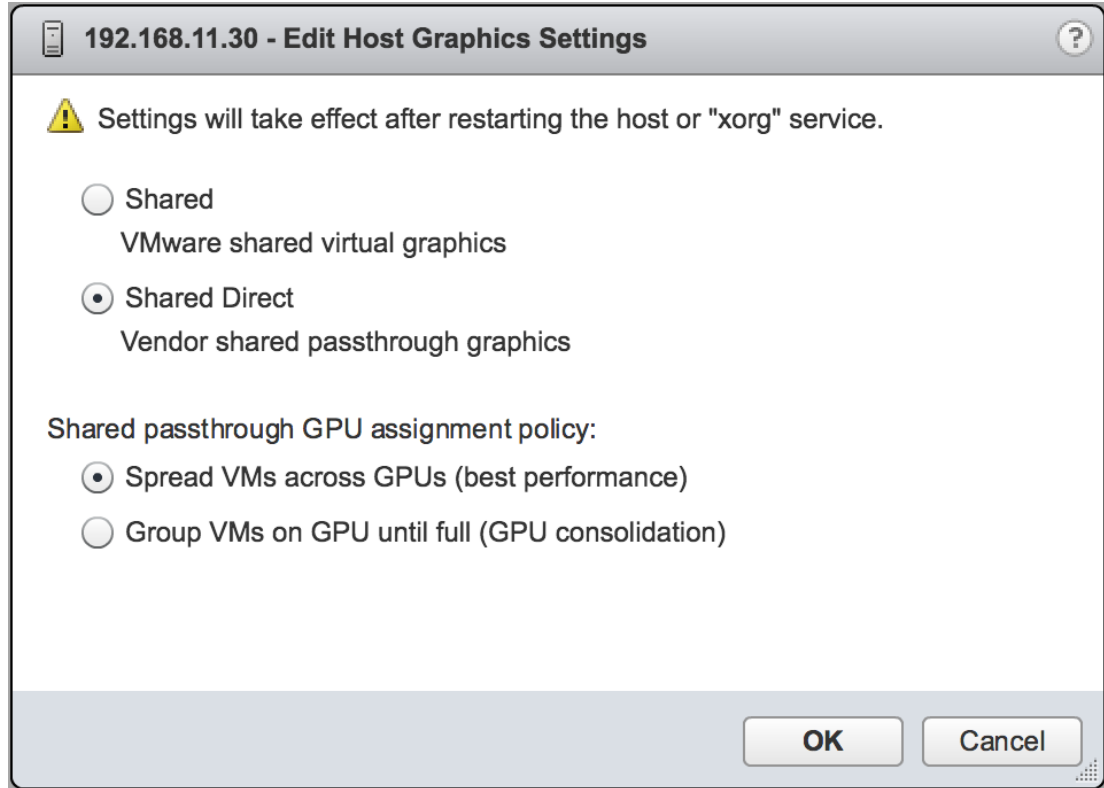 192.168.11.30 - Edit Host Graphics Settings
?
Settings will take effect after restarting the host or "xorg" service.
Shared
VMware shared virtual graphics
Shared Direct
Vendor shared passthrough graphics
Shared passthrough GPU assignment policy:
Spread VMs across GPUs (best performance)
Group VMs on GPU until full (GPU consolidation)
OK
Cancel